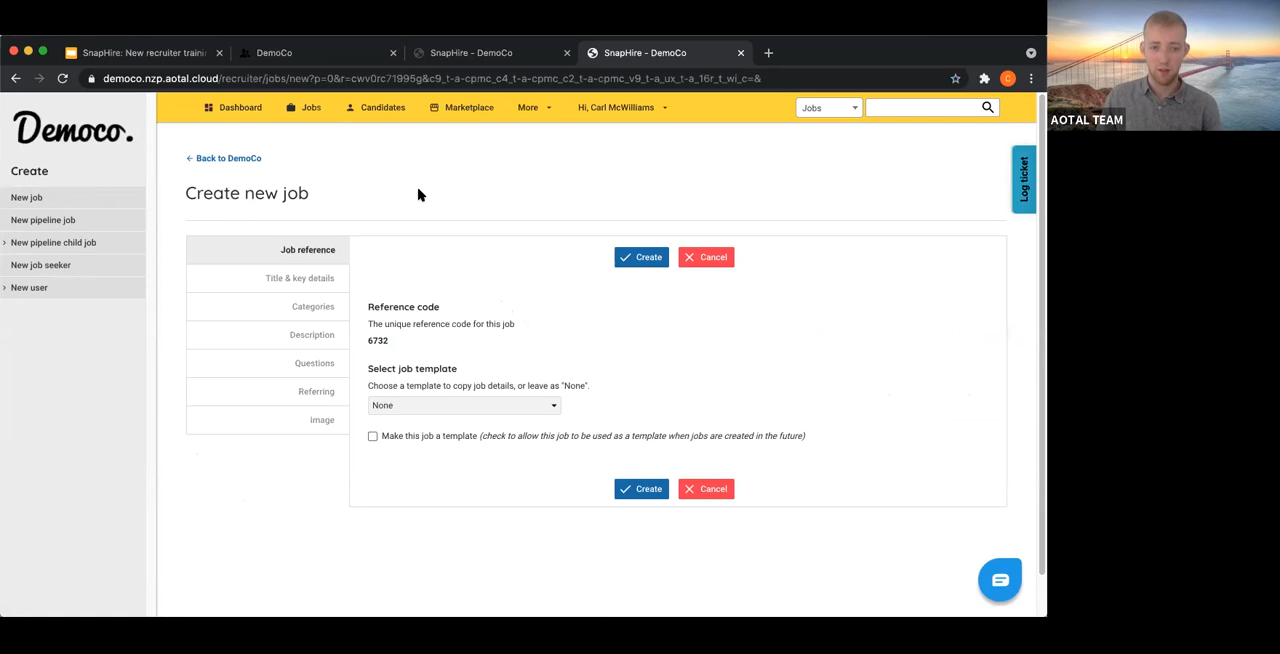 SnapHire: New recruiter traini
DemoCo
SnapHire - DemoCo
SnapHire - DemoCo
democo.nzp.aotal.cloud/recruiter/jobs/new?p=0&r=cwv0rc71995g&c9_t-a-cpmc_c4_t-a-cpmc_c2_t-a-cpmc_v9_t-a_ux_t-a_16r_t_wi_c=&
C
AOTAL TEAM
Democo.
Dashboard
Jobs
Candidates
Marketplace
More
Hi, Carl McWilliams
Jobs
Create
New job
New pipeline job
New pipeline child job
New job seeker
New user
← Back to DemoCo
Create new job
Log ticket
Job reference
Title & key details
Categories
Description
Questions
Referring
Image
Create
Cancel
Reference code
The unique reference code for this job
6732
Select job template
Choose a template to copy job details, or leave as "None".
None
Make this job a template (check to allow this job to be used as a template when jobs are created in the future)
Create
Cancel